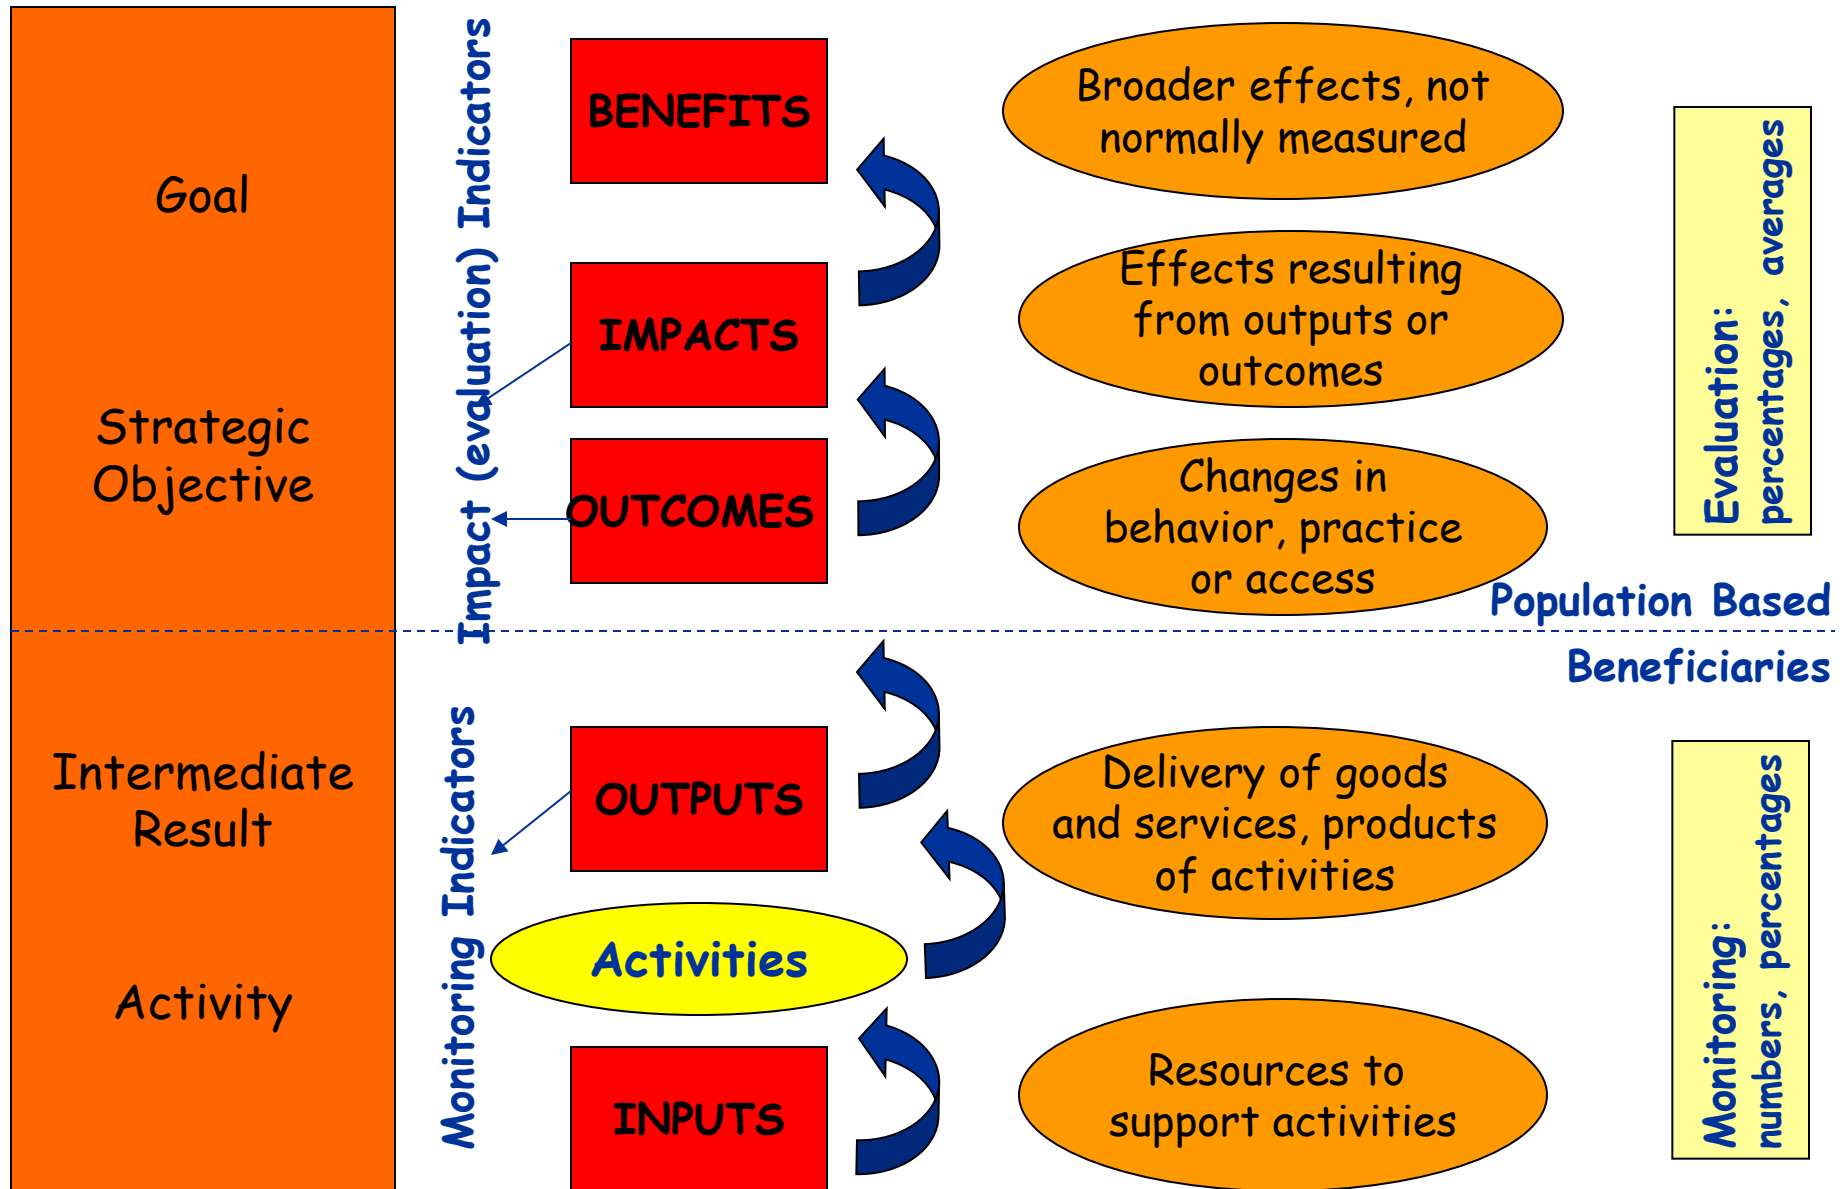 Goal
Strategic
Objective
Intermediate
Result
Activity
Impact (evaluation) Indicators
Monitoring Indicators
BENEFITS
IMPACTS
OUTCOMES
OUTPUTS
Activities
INPUTS
Broader effects, not
normally measured
Effects resulting
from outputs or
outcomes
Changes in
behavior, practice
or access
Delivery of goods
and services, products
of activities
Resources to
support activities
Evaluation:
percentages, averages
Population Based
Beneficiaries
Monitoring:
numbers, percentages